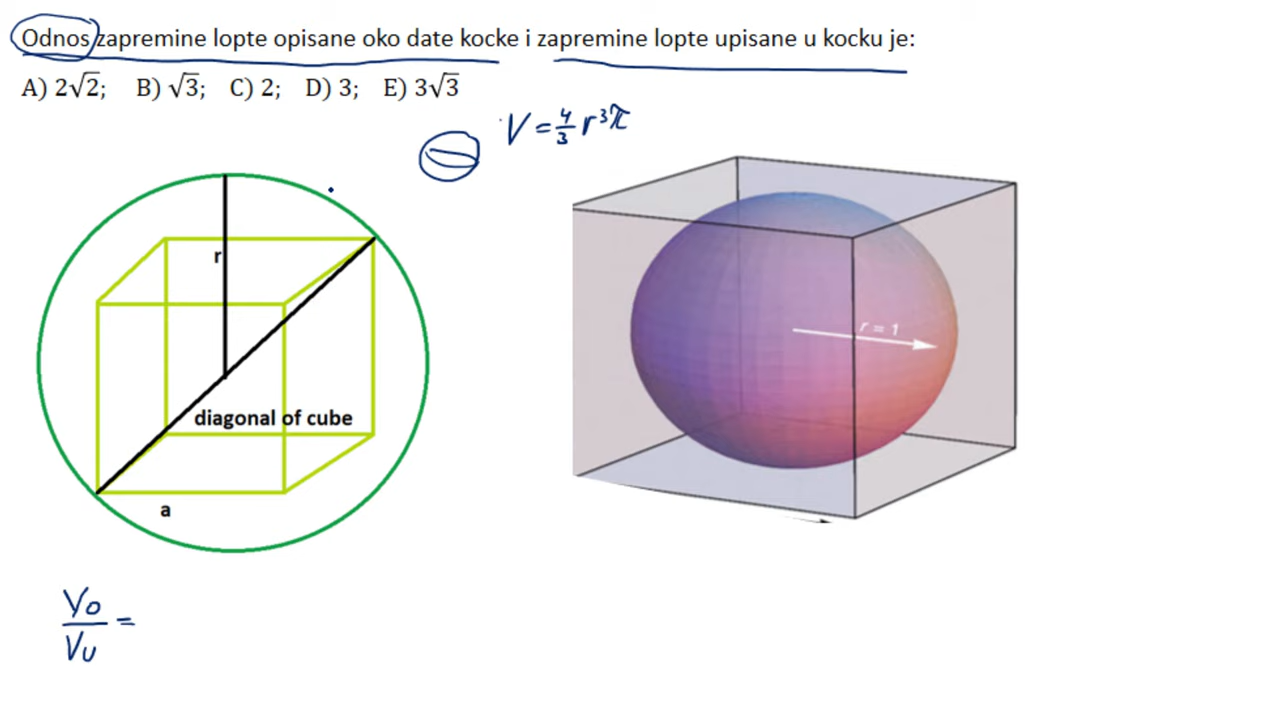 Odnos zapremine lopte opisane oko date kocke i zapremine lopte upisane u kocku je:
A) 2√2; B) √3; C) 2; D) 3; E) 3√3
V = 4/3 r³π
r
r = 1
diagonal of cube
a
Vo/Vu =